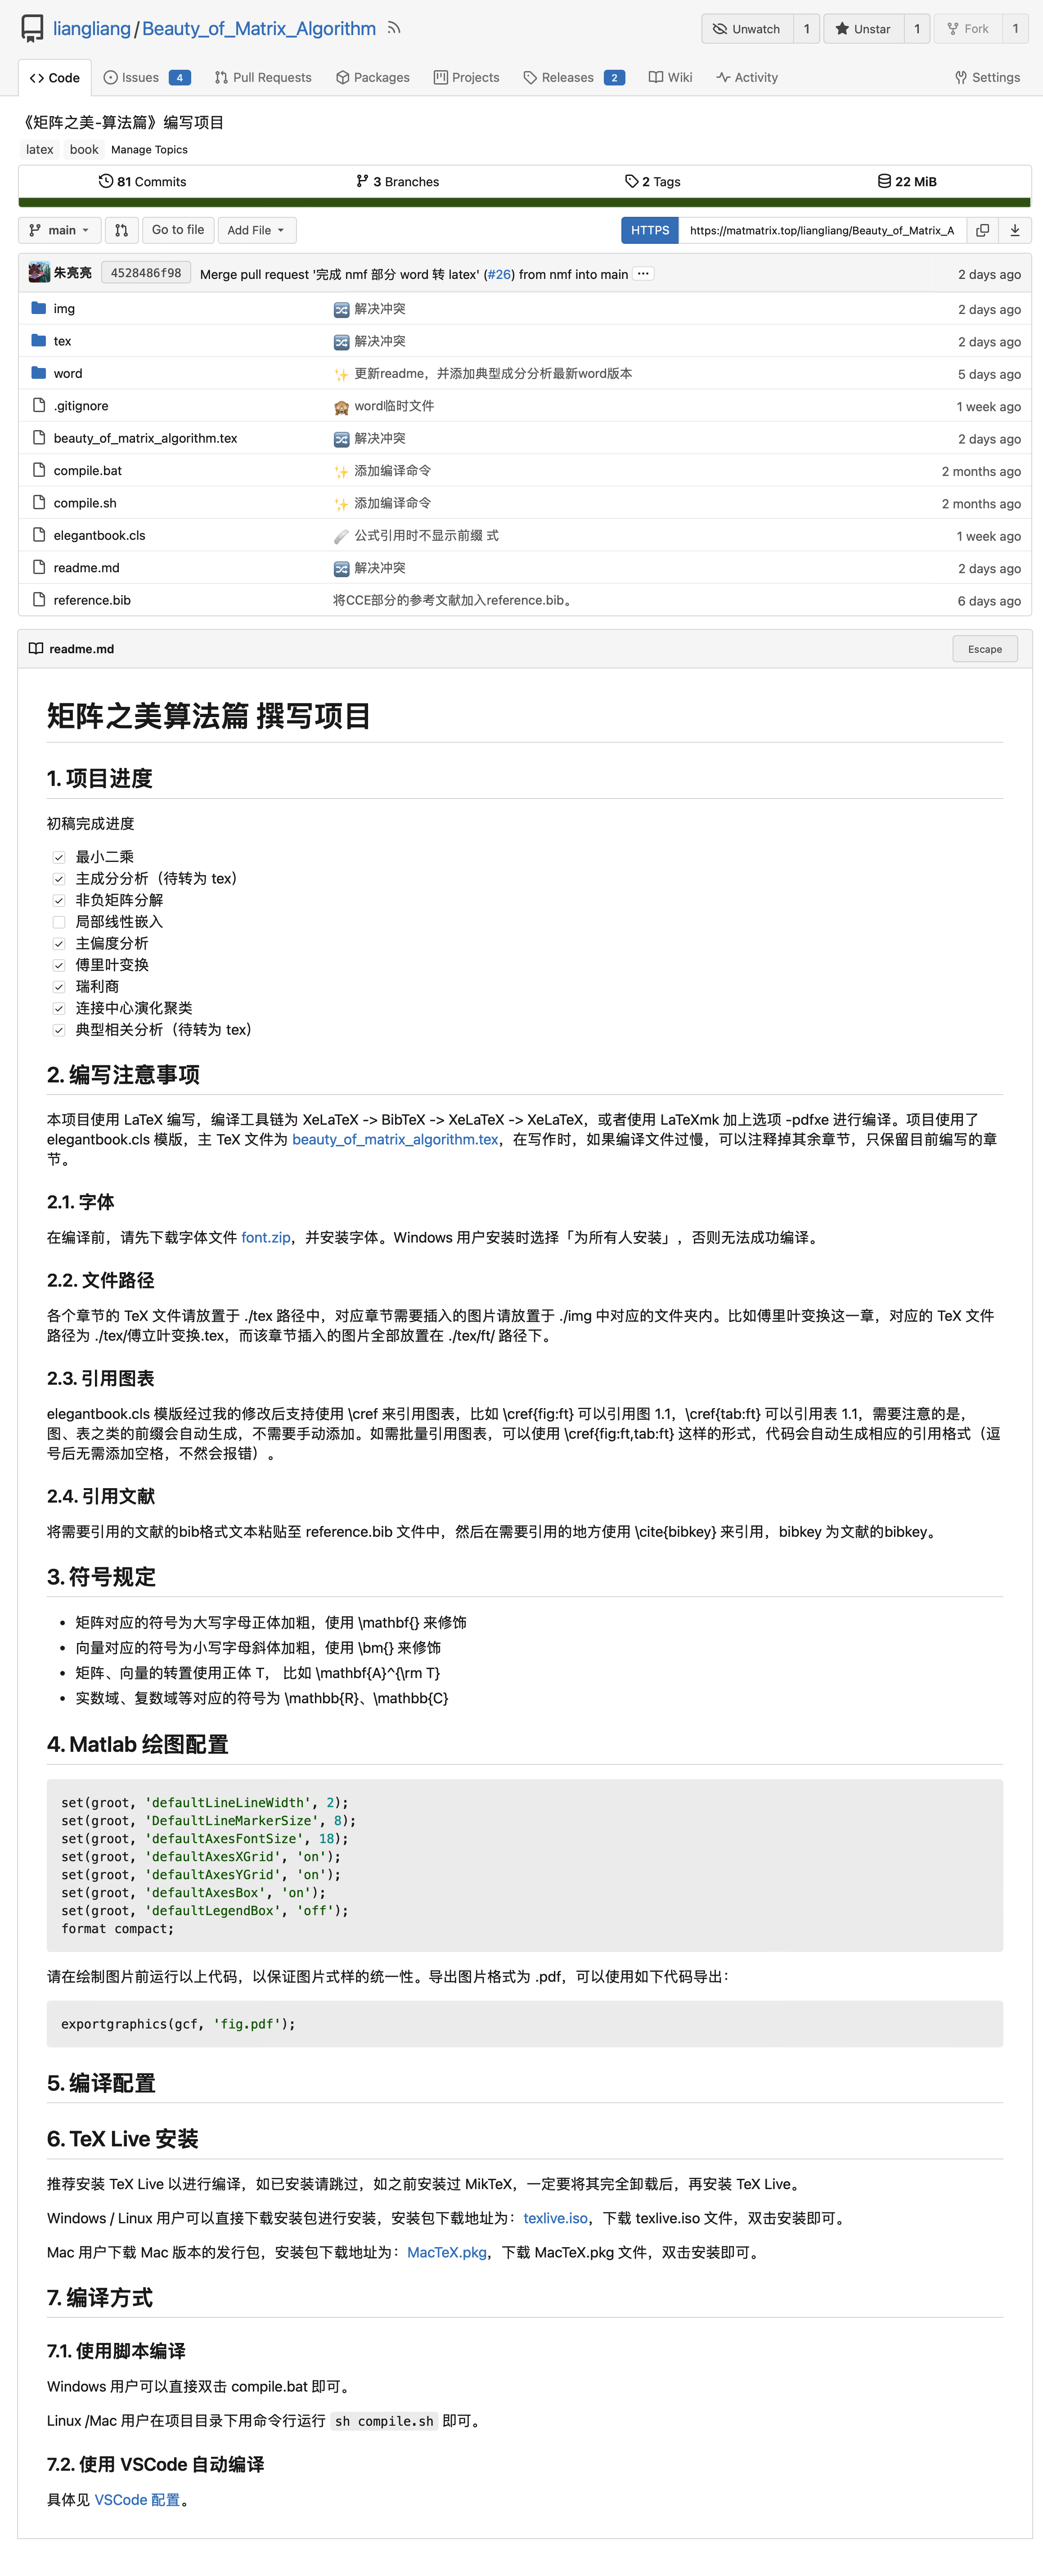 liangliang/Beauty_of_Matrix_Algorithm
Unwatch 1 Unstar 1 Fork 1
Code Issues 4 Pull Requests Packages Projects Releases 2 Wiki Activity Settings
《矩阵之美-算法篇》编写项目
latex book Manage Topics
81 Commits 3 Branches 2 Tags 22 MiB
main Go to file Add File HTTPS https://matmatrix.top/liangliang/Beauty_of_Matrix_A
朱亮亮 4528486f98 Merge pull request '完成 nmf 部分 word 转 latex' (#26) from nmf into main ... 2 days ago
img 解决冲突 2 days ago
tex 解决冲突 2 days ago
word 更新readme，并添加典型成分分析最新word版本 5 days ago
.gitignore word临时文件 1 week ago
beauty_of_matrix_algorithm.tex 解决冲突 2 days ago
compile.bat 添加编译命令 2 months ago
compile.sh 添加编译命令 2 months ago
elegantbook.cls 公式引用时不显示前缀 式 1 week ago
readme.md 解决冲突 2 days ago
reference.bib 将CCE部分的参考文献加入reference.bib。 6 days ago
readme.md Escape
矩阵之美算法篇 撰写项目
1. 项目进度
初稿完成进度
最小二乘
主成分分析（待转为 tex）
非负矩阵分解
局部线性嵌入
主偏度分析
傅里叶变换
瑞利商
连接中心演化聚类
典型相关分析（待转为 tex）
2. 编写注意事项
本项目使用 LaTeX 编写，编译工具链为 XeLaTeX -> BibTeX -> XeLaTeX -> XeLaTeX，或者使用 LaTeXmk 加上选项 -pdfxe 进行编译。项目使用了
elegantbook.cls 模版，主 TeX 文件为 beauty_of_matrix_algorithm.tex，在写作时，如果编译文件过慢，可以注释掉其余章节，只保留目前编写的章
节。
2.1. 字体
在编译前，请先下载字体文件 font.zip，并安装字体。Windows 用户安装时选择「为所有人安装」，否则无法成功编译。
2.2. 文件路径
各个章节的 TeX 文件请放置于 ./tex 路径中，对应章节需要插入的图片请放置于 ./img 中对应的文件夹内。比如傅里叶变换这一章，对应的 TeX 文件
路径为 ./tex/傅立叶变换.tex，而该章节插入的图片全部放置在 ./tex/ft/ 路径下。
2.3. 引用图表
elegantbook.cls 模版经过我的修改后支持使用 \cref 来引用图表，比如 \cref{fig:ft} 可以引用图 1.1，\cref{tab:ft} 可以引用表 1.1，需要注意的是，
图、表之类的前缀会自动生成，不需要手动添加。如需批量引用图表，可以使用 \cref{fig:ft,tab:ft} 这样的形式，代码会自动生成相应的引用格式（逗
号后无需添加空格，不然会报错）。
2.4. 引用文献
将需要引用的文献的bib格式文本粘贴至 reference.bib 文件中，然后在需要引用的地方使用 \cite{bibkey} 来引用，bibkey 为文献的bibkey。
3. 符号规定
• 矩阵对应的符号为大写字母正体加粗，使用 \mathbf{} 来修饰
• 向量对应的符号为小写字母斜体加粗，使用 \bm{} 来修饰
• 矩阵、向量的转置使用正体 T， 比如 \mathbf{A}^{\rm T}
• 实数域、复数域等对应的符号为 \mathbb{R}、\mathbb{C}
4. Matlab 绘图配置
set(groot, 'defaultLineLineWidth', 2);
set(groot, 'DefaultLineMarkerSize', 8);
set(groot, 'defaultAxesFontSize', 18);
set(groot, 'defaultAxesXGrid', 'on');
set(groot, 'defaultAxesYGrid', 'on');
set(groot, 'defaultAxesBox', 'on');
set(groot, 'defaultLegendBox', 'off');
format compact;
请在绘制图片前运行以上代码，以保证图片式样的统一性。导出图片格式为 .pdf，可以使用如下代码导出：
exportgraphics(gcf, 'fig.pdf');
5. 编译配置
6. TeX Live 安装
推荐安装 TeX Live 以进行编译，如已安装请跳过，如之前安装过 MikTeX，一定要将其完全卸载后，再安装 TeX Live。
Windows / Linux 用户可以直接下载安装包进行安装，安装包下载地址为：texlive.iso，下载 texlive.iso 文件，双击安装即可。
Mac 用户下载 Mac 版本的发行包，安装包下载地址为：MacTeX.pkg，下载 MacTeX.pkg 文件，双击安装即可。
7. 编译方式
7.1. 使用脚本编译
Windows 用户可以直接双击 compile.bat 即可。
Linux /Mac 用户在项目目录下用命令行运行 sh compile.sh 即可。
7.2. 使用 VSCode 自动编译
具体见 VSCode 配置。